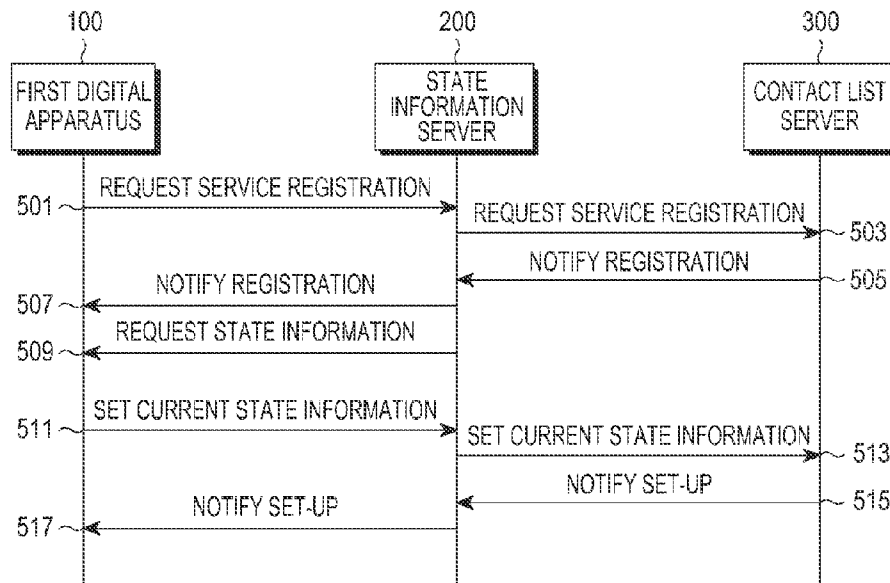 100
200
300
FIRST DIGITAL
APPARATUS
STATE
INFORMATION
SERVER
CONTACT LIST
SERVER
REQUEST SERVICE REGISTRATION
501
REQUEST SERVICE REGISTRATION
503
NOTIFY REGISTRATION
505
NOTIFY REGISTRATION
507
REQUEST STATE INFORMATION
509
SET CURRENT STATE INFORMATION
511
SET CURRENT STATE INFORMATION
513
NOTIFY SET-UP
515
NOTIFY SET-UP
517